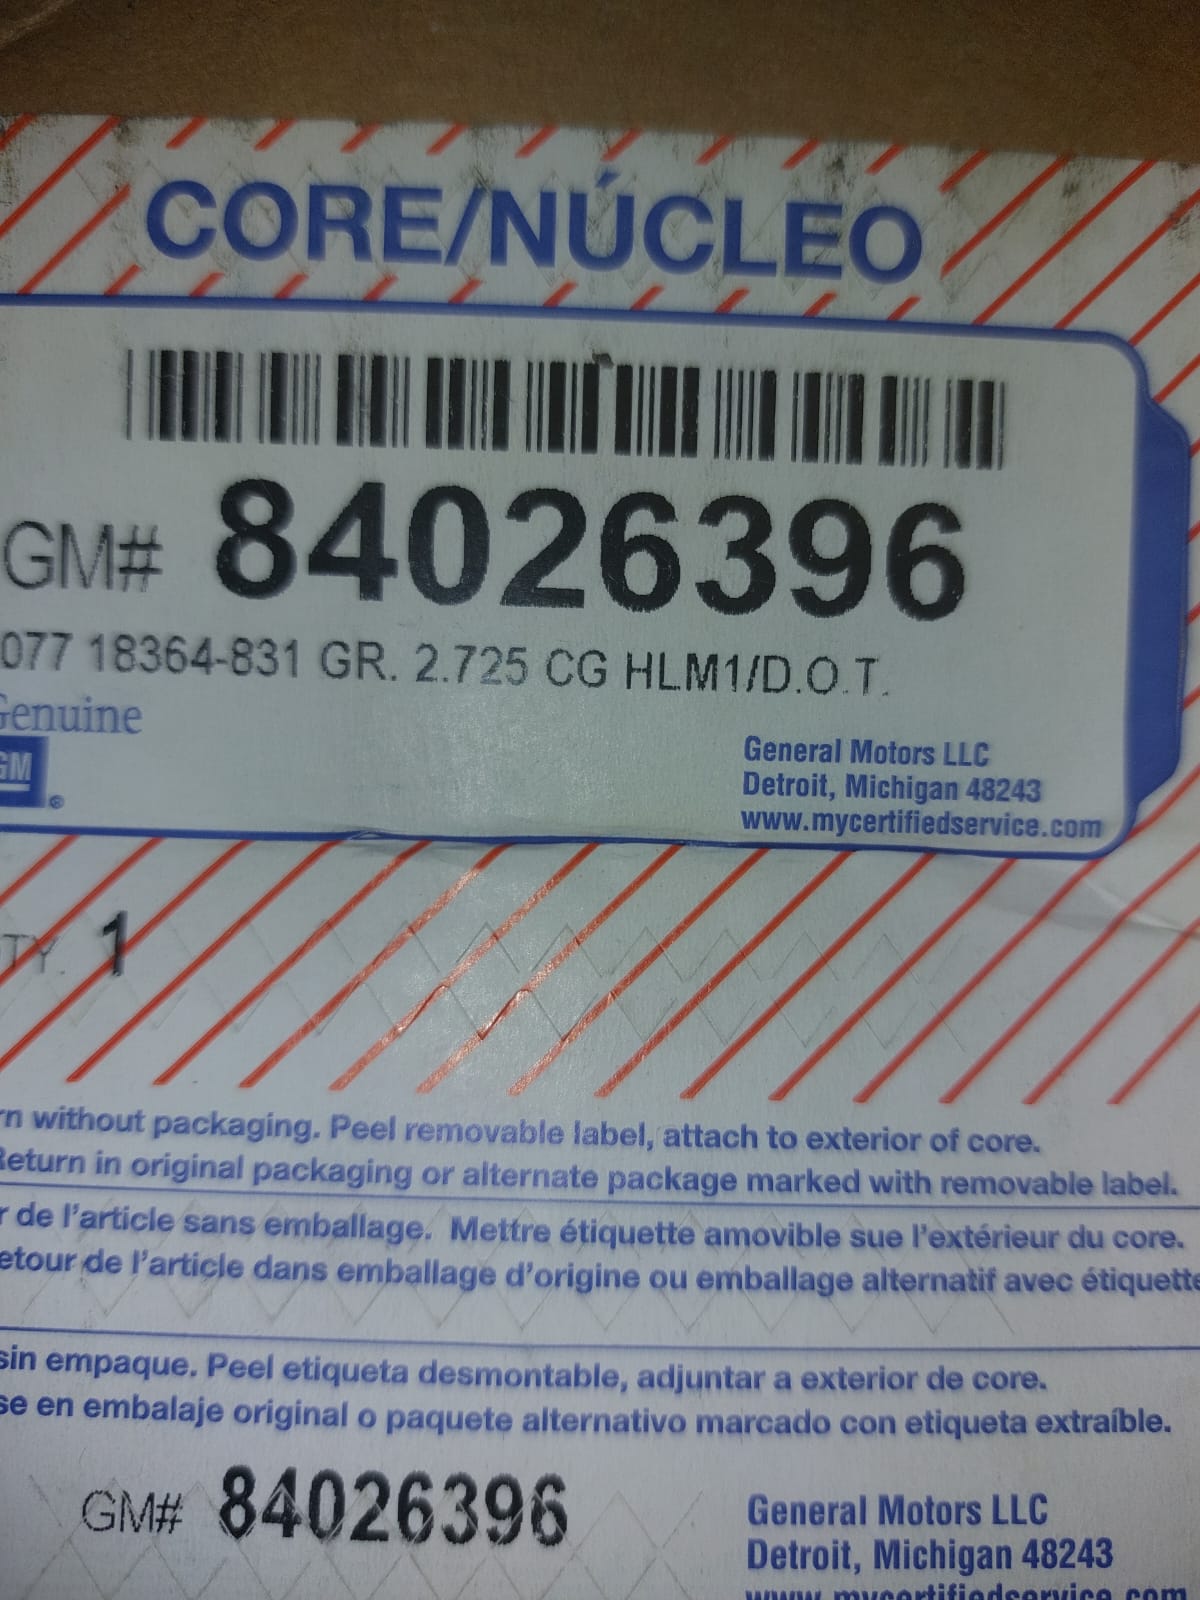 CORE/NÚCLEO
GM# 84026396
077 18364-831 GR. 2.725 CG HLM1/D.O.T.
Genuine
GM
®
General Motors LLC
Detroit, Michigan 48243
www.mycertifiedservice.com
QTY. 1
rn without packaging. Peel removable label, attach to exterior of core.
Return in original packaging or alternate package marked with removable label.
r de l'article sans emballage. Mettre étiquette amovible sue l'extérieur du core.
etour de l'article dans emballage d'origine ou emballage alternatif avec étiquette
sin empaque. Peel etiqueta desmontable, adjuntar a exterior de core.
se en embalaje original o paquete alternativo marcado con etiqueta extraíble.
GM# 84026396
General Motors LLC
Detroit, Michigan 48243
www.mycertifiedservice.com